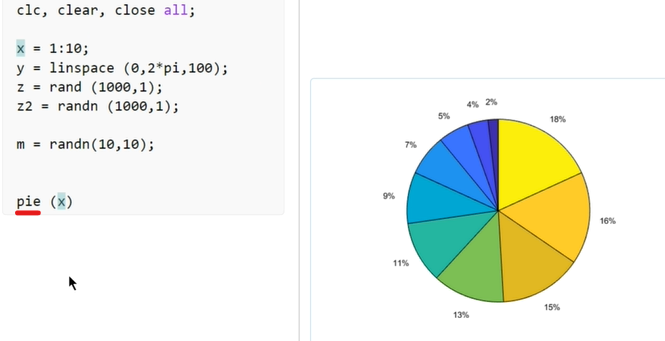 clc, clear, close all;
x = 1:10;
y = linspace (0,2*pi,100);
z = rand (1000,1);
z2 = randn (1000,1);
m = randn(10,10);
pie (x)
4% 2%
5%
18%
7%
9%
16%
11%
15%
13%